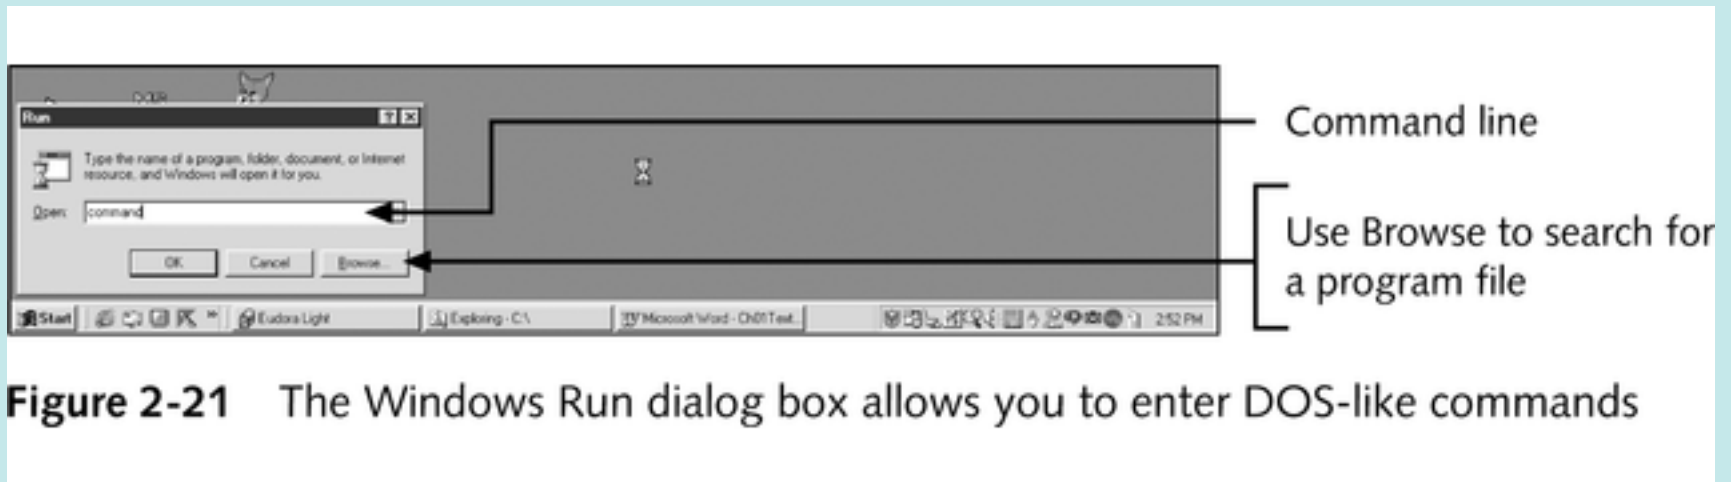 Run
Type the name of a program, folder, document, or Internet
resource, and Windows will open it for you.
Open:
command
OK
Cancel
Browse...
Start
Eudora Light
Exploring - C:\
Microsoft Word - Ch01Text...
2:52 PM
Command line
Use Browse to search for
a program file
Figure 2-21 The Windows Run dialog box allows you to enter DOS-like commands